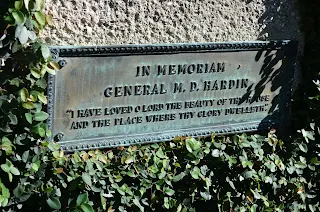 IN MEMORIAM
GENERAL M. D. HARDIN
"I HAVE LOVED O LORD THE BEAUTY OF THY HOUSE
AND THE PLACE WHERE THY GLORY DWELLETH."